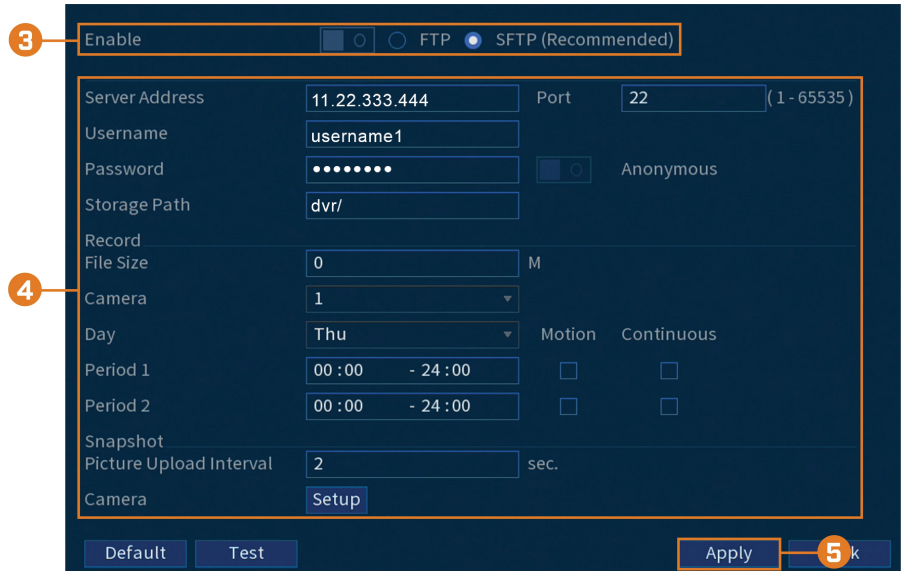 3 Enable FTP SFTP (Recommended)
Server Address 11.22.333.444 Port 22 (1-65535)
Username username1
Password •••••••• Anonymous
Storage Path dvr/
Record
File Size 0 M
4 Camera 1
Day Thu Motion Continuous
Period 1 00:00 - 24:00
Period 2 00:00 - 24:00
Snapshot
Picture Upload Interval 2 sec.
Camera Setup
Default Test Apply 5 k